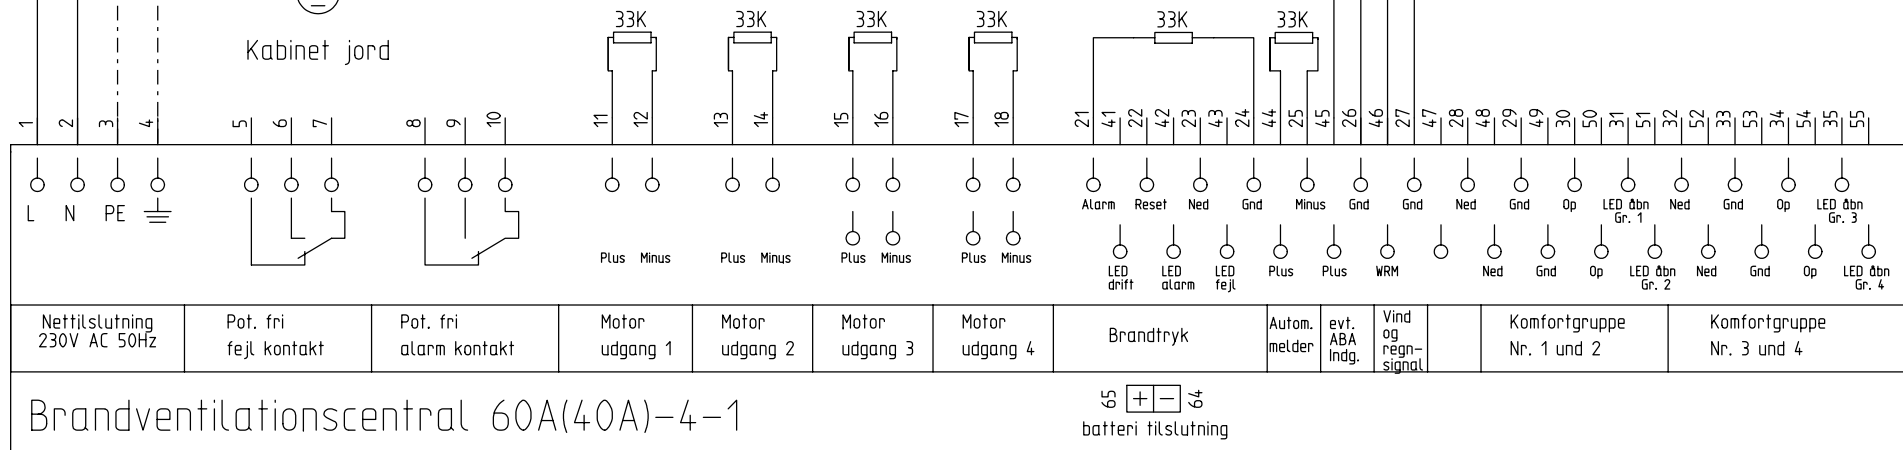 33K 33K 33K 33K 33K 33K
Kabinet jord
1 2 3 4 5 6 7 8 9 10 11 12 13 14 15 16 17 18 21 41 22 42 23 43 24 44 25 45 26 46 27 47 28 48 29 49 30 50 31 51 32 52 33 53 34 54 35 55
L N PE
Alarm Reset Ned Gnd Minus Gnd Gnd Ned Gnd Op LED åbn Ned Gnd Op LED åbn
Gr. 1 Gr. 3
Plus Minus Plus Minus Plus Minus Plus Minus
LED LED LED Plus Plus WRM Ned Gnd Op LED åbn Ned Gnd Op LED åbn
drift alarm fejl Gr. 2 Gr. 4
Nettilslutning
230V AC 50Hz
Pot. fri
fejl kontakt
Pot. fri
alarm kontakt
Motor
udgang 1
Motor
udgang 2
Motor
udgang 3
Motor
udgang 4
Brandtryk
Autom.
melder
evt.
ABA
Indg.
Vind
og
regn-
signal
Komfortgruppe
Nr. 1 und 2
Komfortgruppe
Nr. 3 und 4
Brandventilationscentral 60A(40A)-4-1
65 + - 64
batteri tilslutning